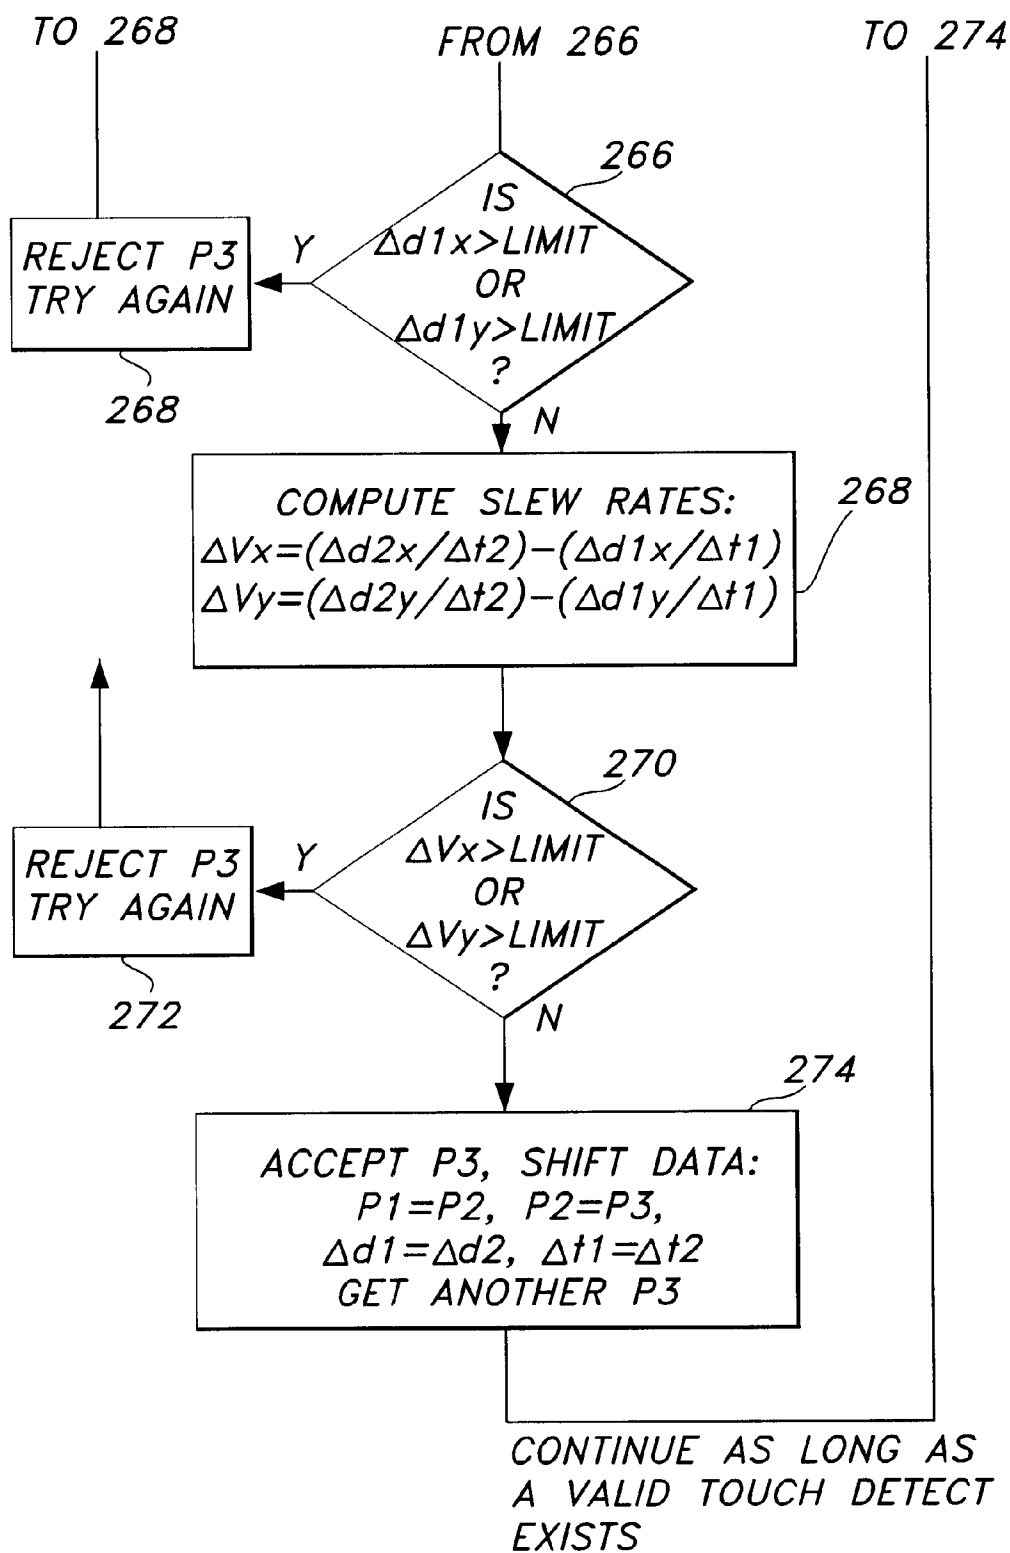 TO 268
FROM 266
TO 274
266
IS
Δd1x>LIMIT
OR
Δd1y>LIMIT
?
Y
REJECT P3
TRY AGAIN
268
N
COMPUTE SLEW RATES:
ΔVx=(Δd2x/Δt2)-(Δd1x/Δt1)
ΔVy=(Δd2y/Δt2)-(Δd1y/Δt1)
268
270
IS
ΔVx>LIMIT
OR
ΔVy>LIMIT
?
Y
REJECT P3
TRY AGAIN
272
N
274
ACCEPT P3, SHIFT DATA:
P1=P2, P2=P3,
Δd1=Δd2, Δt1=Δt2
GET ANOTHER P3
CONTINUE AS LONG AS
A VALID TOUCH DETECT
EXISTS